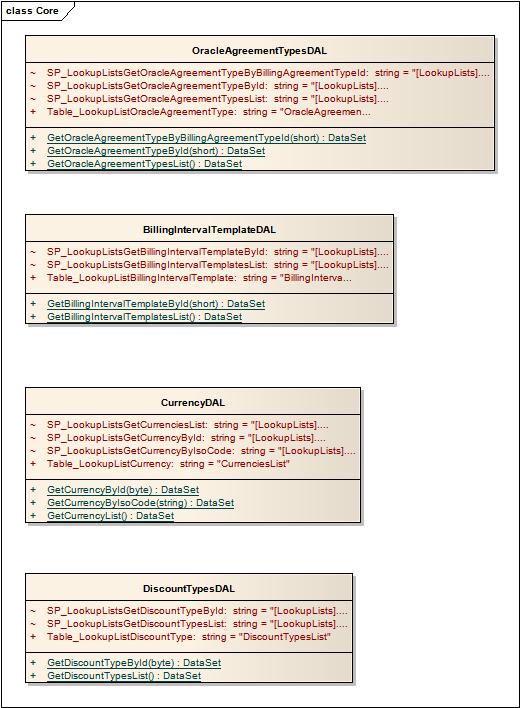 class Core
OracleAgreementTypesDAL
~ SP_LookupListsGetOracleAgreementTypeByBillingAgreementTypeId: string = "[LookupLists]....
~ SP_LookupListsGetOracleAgreementTypeById: string = "[LookupLists]....
~ SP_LookupListsGetOracleAgreementTypesList: string = "[LookupLists]....
+ Table_LookupListOracleAgreementType: string = "OracleAgreemen...
+ GetOracleAgreementTypeByBillingAgreementTypeId(short) : DataSet
+ GetOracleAgreementTypeById(short) : DataSet
+ GetOracleAgreementTypesList() : DataSet
BillingIntervalTemplateDAL
~ SP_LookupListsGetBillingIntervalTemplateById: string = "[LookupLists]....
~ SP_LookupListsGetBillingIntervalTemplatesList: string = "[LookupLists]....
+ Table_LookupListBillingIntervalTemplate: string = "BillingInterva...
+ GetBillingIntervalTemplateById(short) : DataSet
+ GetBillingIntervalTemplatesList() : DataSet
CurrencyDAL
~ SP_LookupListsGetCurrenciesList: string = "[LookupLists]....
~ SP_LookupListsGetCurrencyById: string = "[LookupLists]....
~ SP_LookupListsGetCurrencyByIsoCode: string = "[LookupLists]....
+ Table_LookupListCurrency: string = "CurrenciesList"
+ GetCurrencyById(byte) : DataSet
+ GetCurrencyByIsoCode(string) : DataSet
+ GetCurrencyList() : DataSet
DiscountTypesDAL
~ SP_LookupListsGetDiscountTypeById: string = "[LookupLists]....
~ SP_LookupListsGetDiscountTypesList: string = "[LookupLists]....
+ Table_LookupListDiscountType: string = "DiscountTypesList"
+ GetDiscountTypeById(byte) : DataSet
+ GetDiscountTypesList() : DataSet